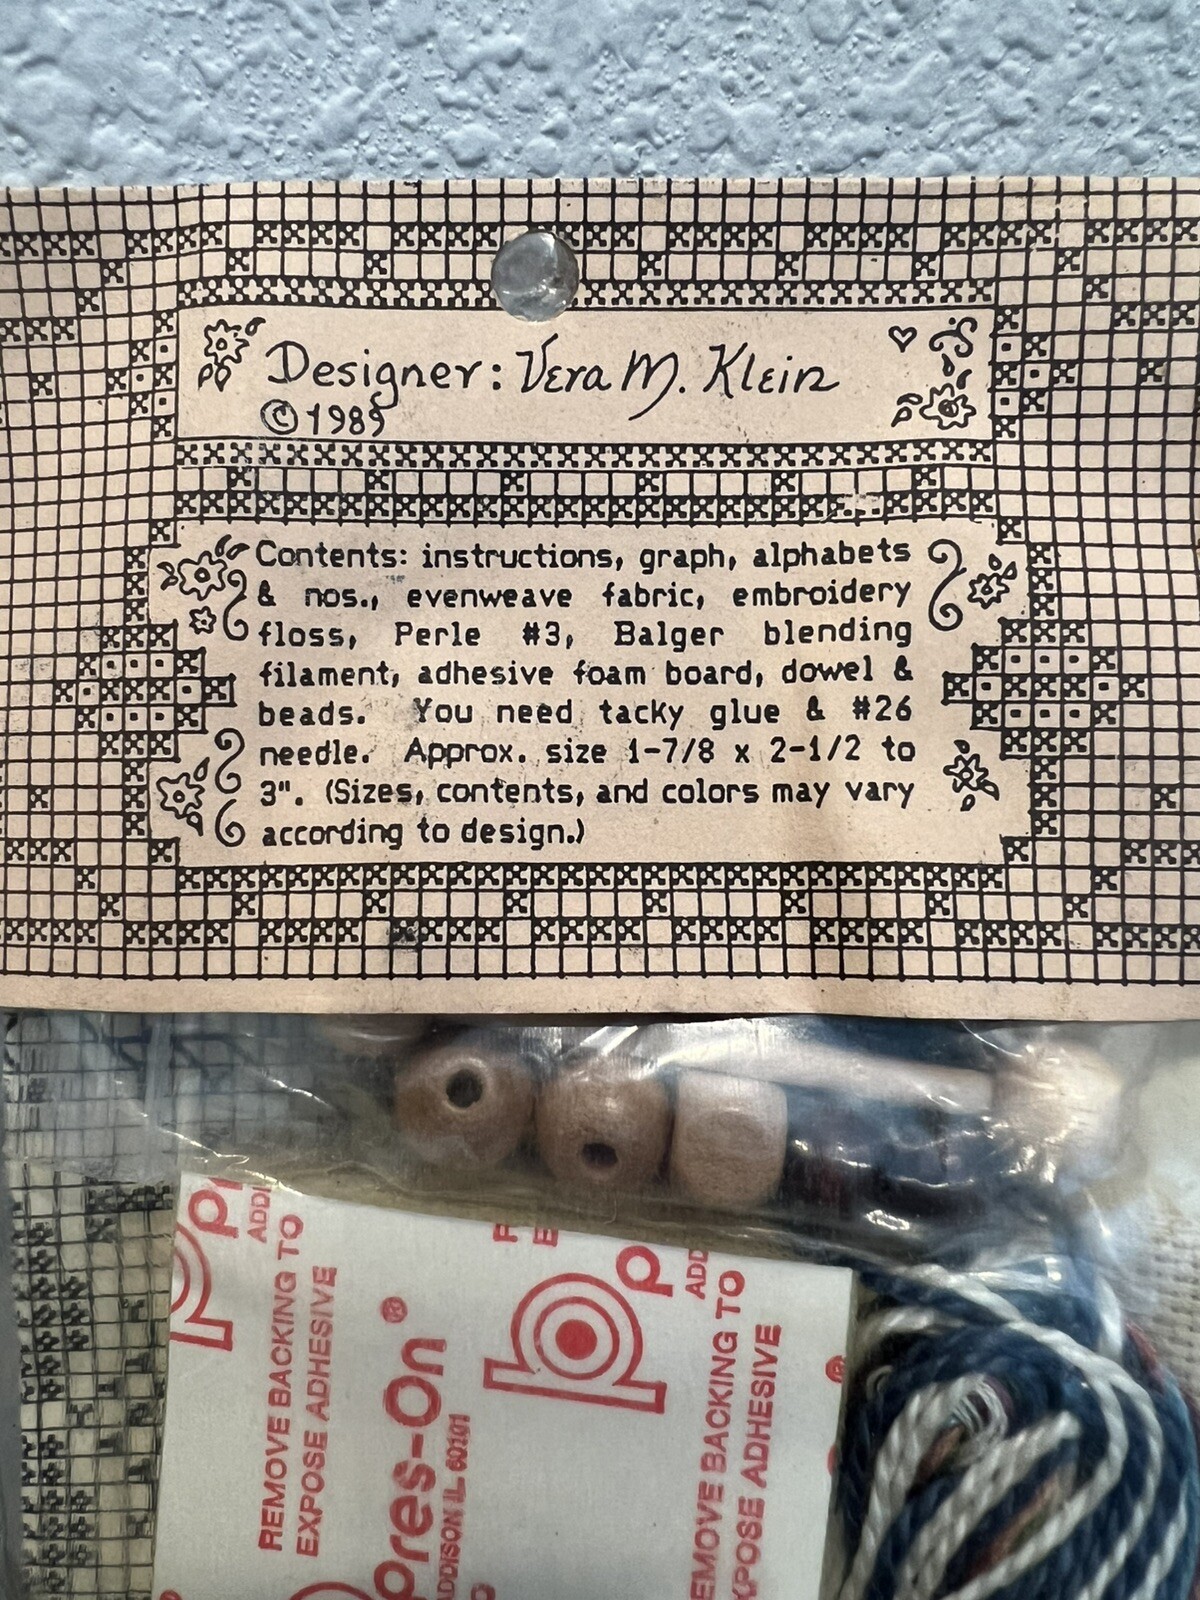 Designer: Vera M. Klein
© 1989
Contents: instructions, graph, alphabets
& nos., evenweave fabric, embroidery
floss, Perle #3, Balger blending
filament, adhesive foam board, dowel &
beads. You need tacky glue & #26
needle. Approx. size 1-7/8 x 2-1/2 to
3". (Sizes, contents, and colors may vary
according to design.)
REMOVE BACKING TO
EXPOSE ADHESIVE
Pres-On®
ADDISON IL 60101
REMOVE BACKING TO
EXPOSE ADHESIVE